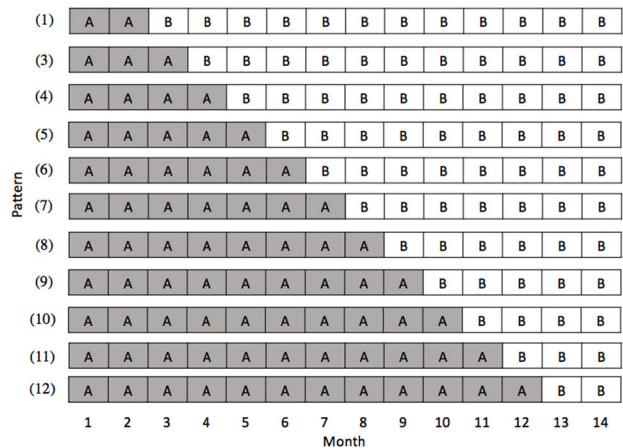 (1) A A B B B B B B B B B B B B
(3) A A A B B B B B B B B B B B
(4) A A A A B B B B B B B B B B
(5) A A A A A B B B B B B B B B
(6) A A A A A A B B B B B B B B
(7) A A A A A A A B B B B B B B
(8) A A A A A A A A B B B B B B
(9) A A A A A A A A A B B B B B
(10) A A A A A A A A A A B B B B
(11) A A A A A A A A A A A B B B
(12) A A A A A A A A A A A A B B
Pattern
1 2 3 4 5 6 7 8 9 10 11 12 13 14
Month